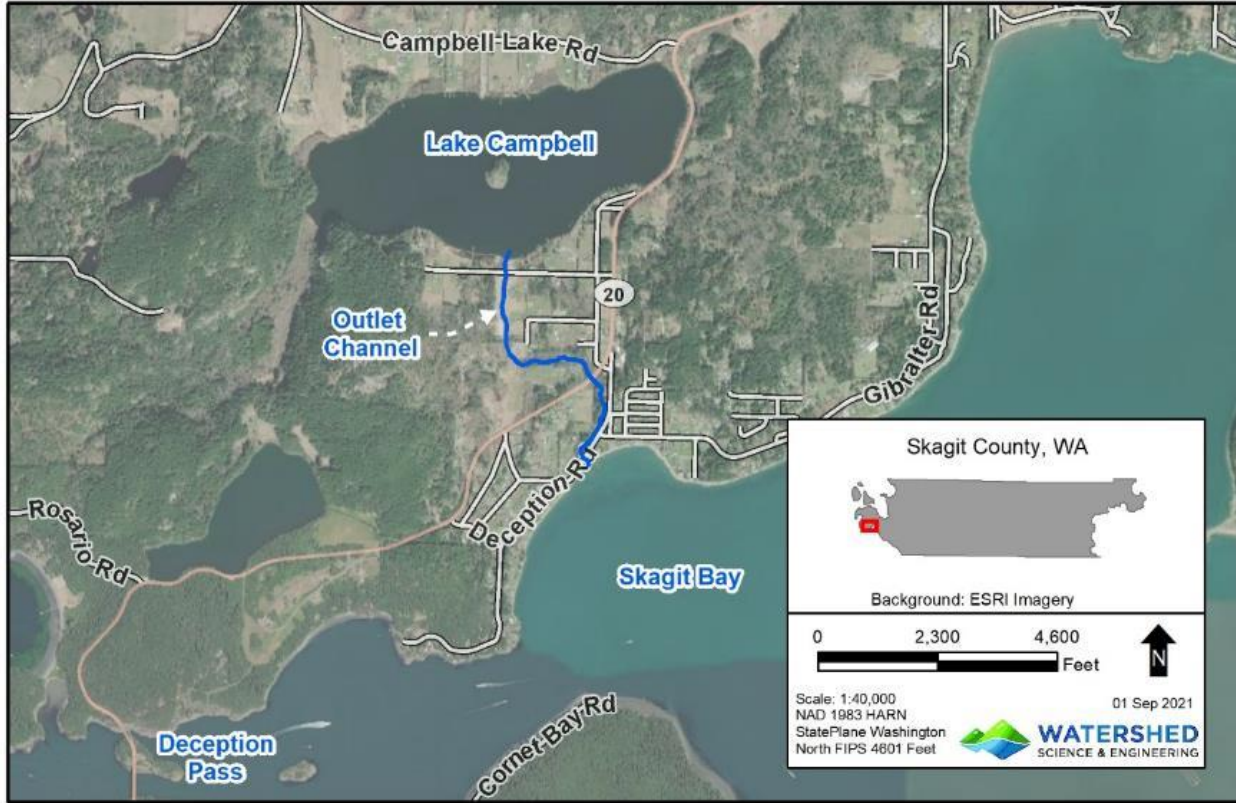 Campbell Lake Rd
Lake Campbell
20
Outlet
Channel
Gibralter Rd
Deception Rd
Rosario Rd
Skagit Bay
Deception
Pass
Cornet Bay Rd
Skagit County, WA
Background: ESRI Imagery
0 2,300 4,600
Feet
N
Scale: 1:40,000
NAD 1983 HARN
StatePlane Washington
North FIPS 4601 Feet
01 Sep 2021
WATERSHED
SCIENCE & ENGINEERING